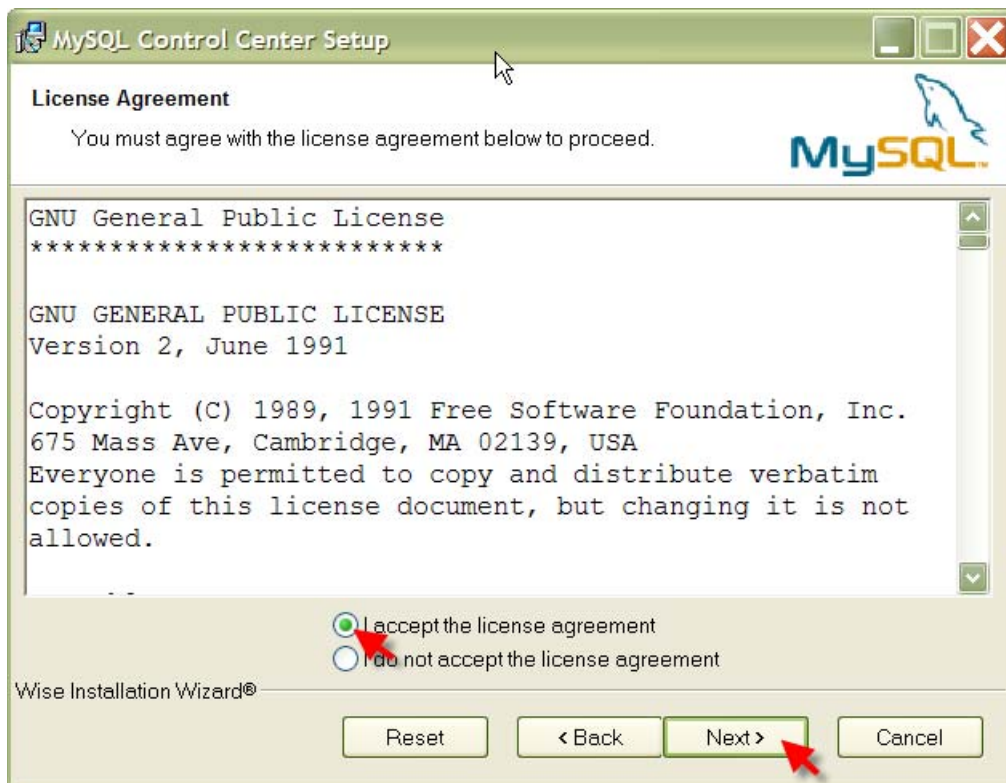 MySQL Control Center Setup
License Agreement
You must agree with the license agreement below to proceed.
MySQL
GNU General Public License
**************************
GNU GENERAL PUBLIC LICENSE
Version 2, June 1991
Copyright (C) 1989, 1991 Free Software Foundation, Inc.
675 Mass Ave, Cambridge, MA 02139, USA
Everyone is permitted to copy and distribute verbatim
copies of this license document, but changing it is not
allowed.
I accept the license agreement
I do not accept the license agreement
Wise Installation Wizard®
Reset
< Back
Next >
Cancel